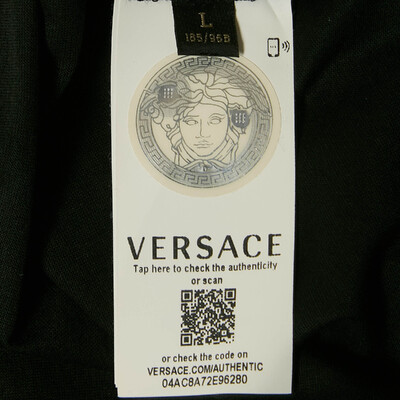 L
185/96B
VERSACE
Tap here to check the authenticity
or scan
or check the code on
VERSACE.COM/AUTHENTIC
04AC8A72E96280